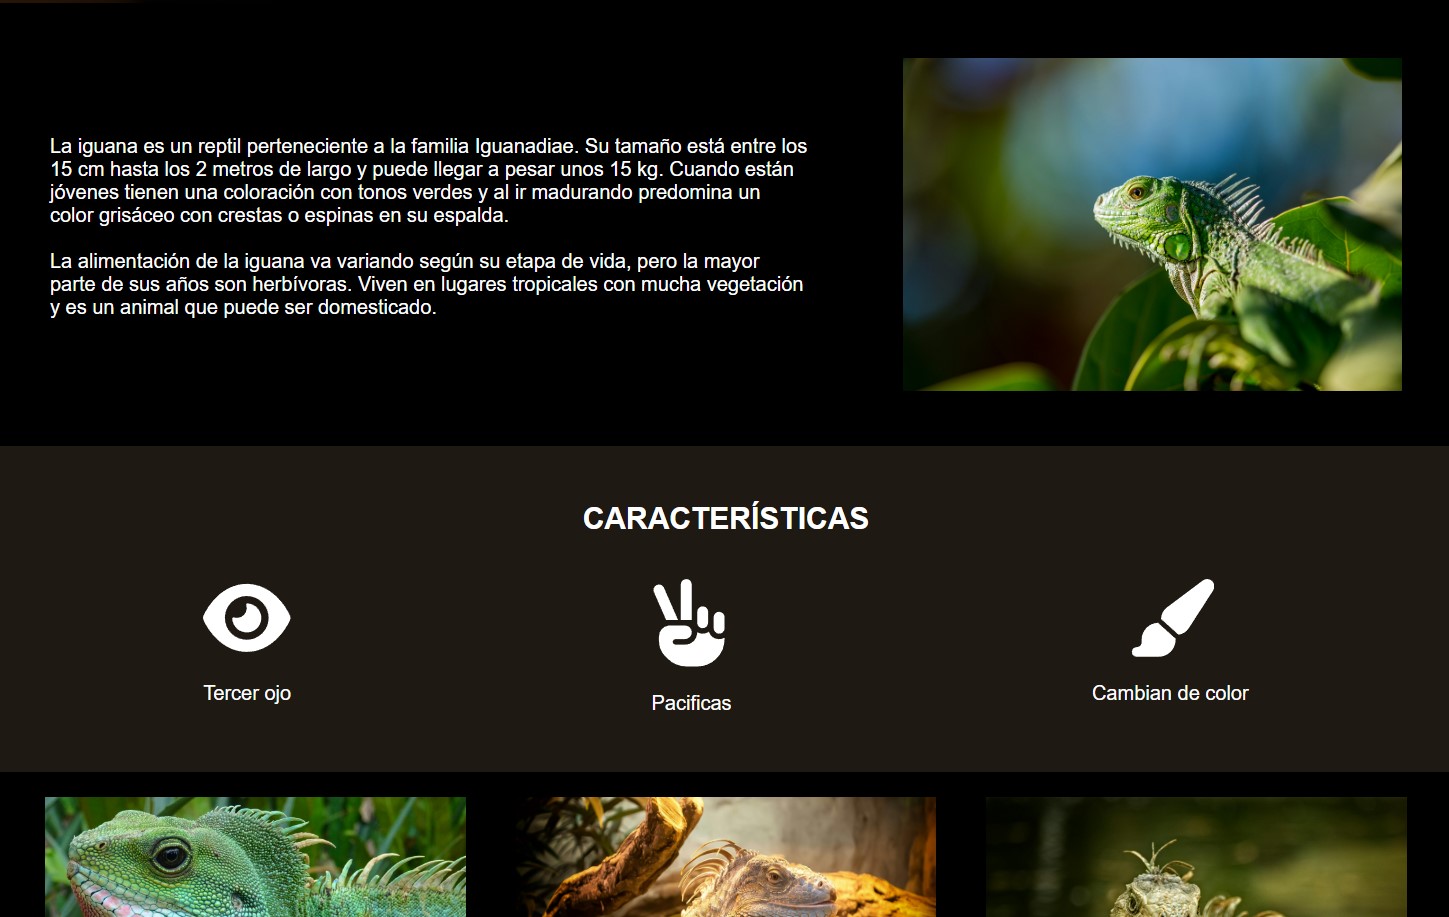 La iguana es un reptil perteneciente a la familia Iguanadiae. Su tamaño está entre los
15 cm hasta los 2 metros de largo y puede llegar a pesar unos 15 kg. Cuando están
jóvenes tienen una coloración con tonos verdes y al ir madurando predomina un
color grisáceo con crestas o espinas en su espalda.
La alimentación de la iguana va variando según su etapa de vida, pero la mayor
parte de sus años son herbívoras. Viven en lugares tropicales con mucha vegetación
y es un animal que puede ser domesticado.
CARACTERÍSTICAS
Tercer ojo
Pacificas
Cambian de color